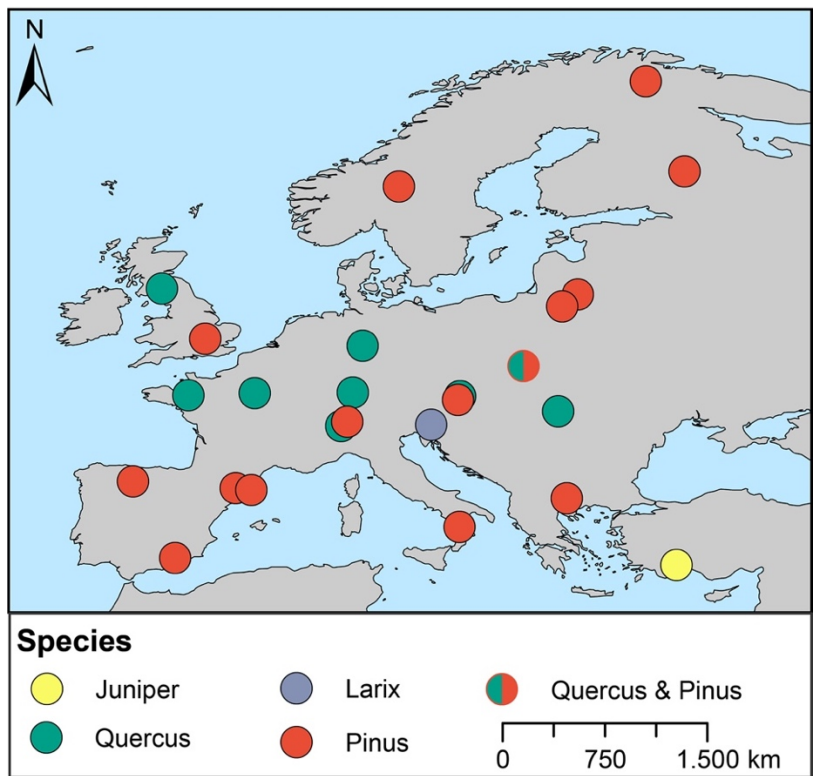 N
Species
Juniper
Larix
Quercus & Pinus
Quercus
Pinus
0 750 1.500 km